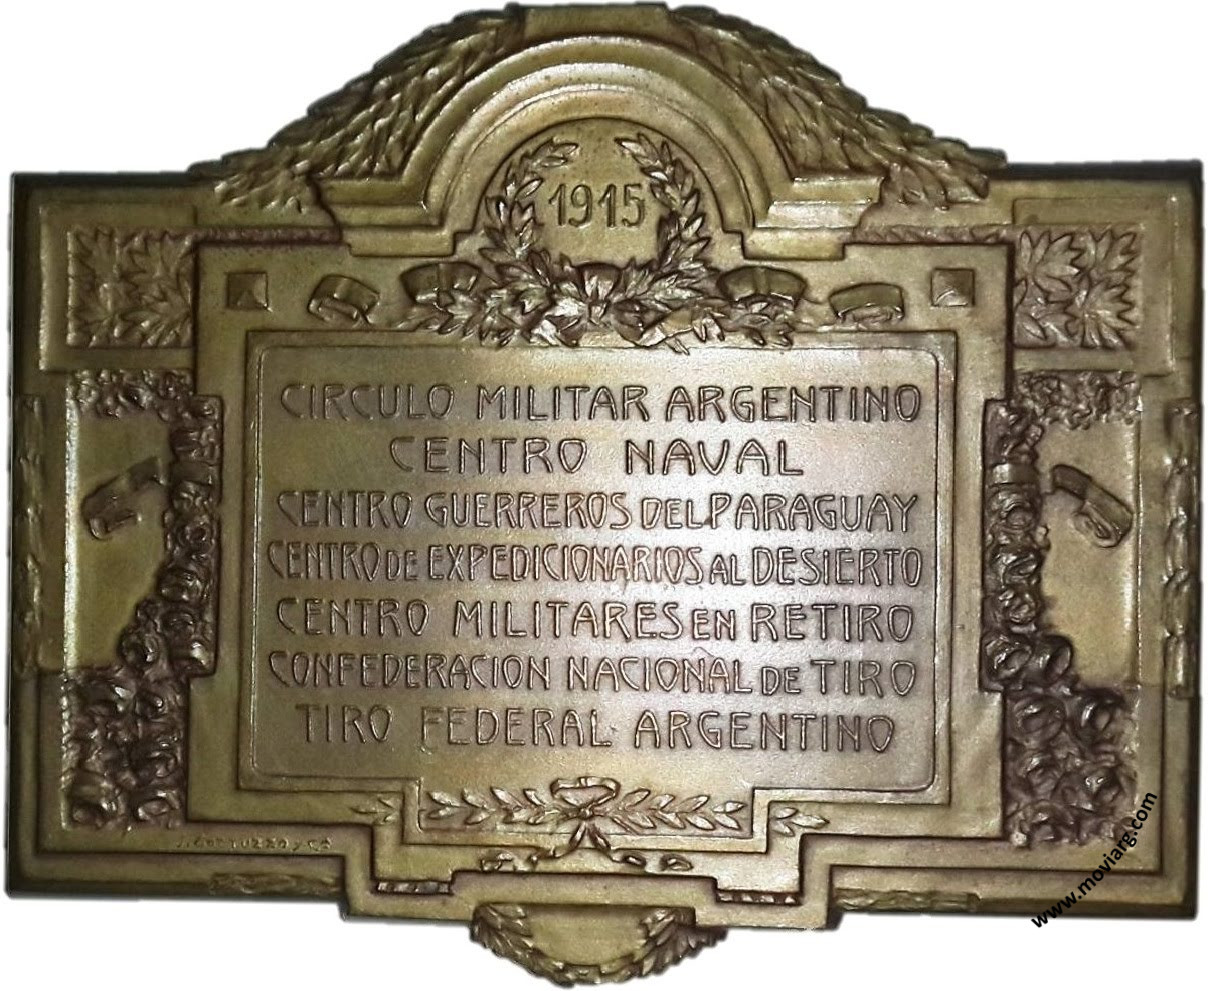 1915
CIRCULO MILITAR ARGENTINO
CENTRO NAVAL
CENTRO GUERREROS DEL PARAGUAY
CENTRO DE EXPEDICIONARIOS AL DESIERTO
CENTRO MILITARES EN RETIRO
CONFEDERACION NACIONAL DE TIRO
TIRO FEDERAL ARGENTINO
www.moviarg.com